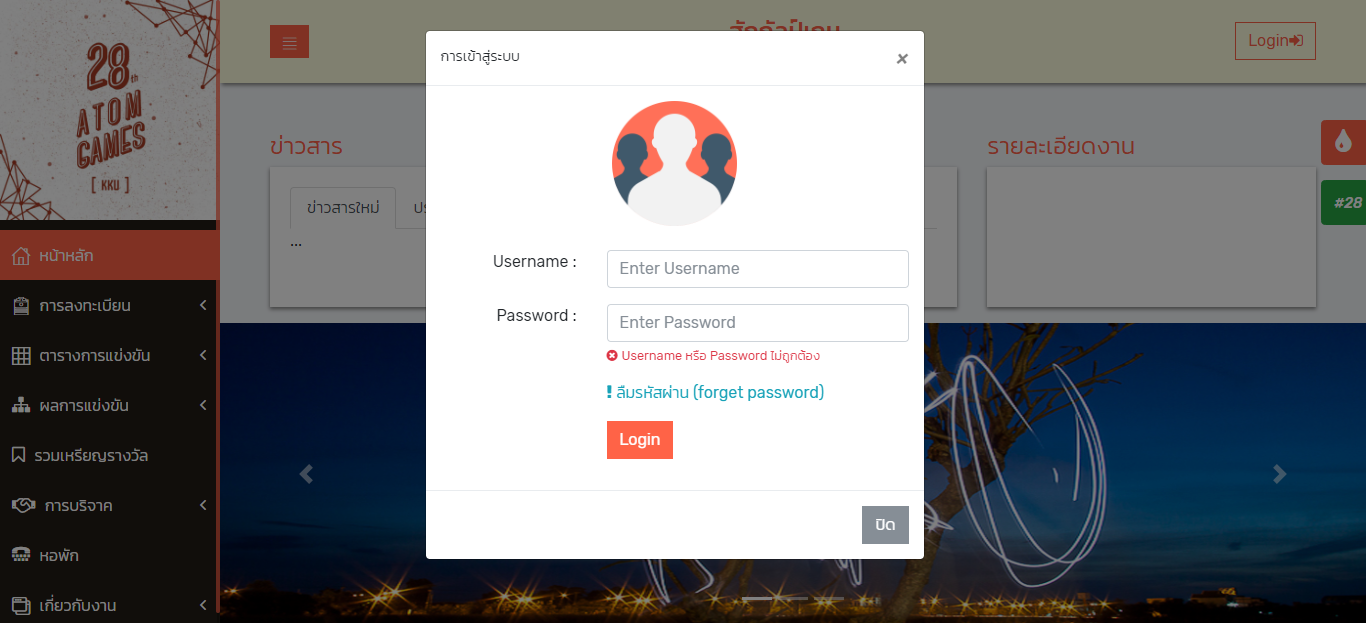 28th
ATOM
GAMES
[ KKU ]
หน้าหลัก
การลงทะเบียน
ตารางการแข่งขัน
ผลการแข่งขัน
รวมเหรียญรางวัล
การบริจาค
หอพัก
เกี่ยวกับงาน
Login
ข่าวสาร
ข่าวสารใหม่
...
รายละเอียดงาน
#28
การเข้าสู่ระบบ
×
Username :
Enter Username
Password :
Enter Password
Username หรือ Password ไม่ถูกต้อง
! ลืมรหัสผ่าน (forget password)
Login
ปิด